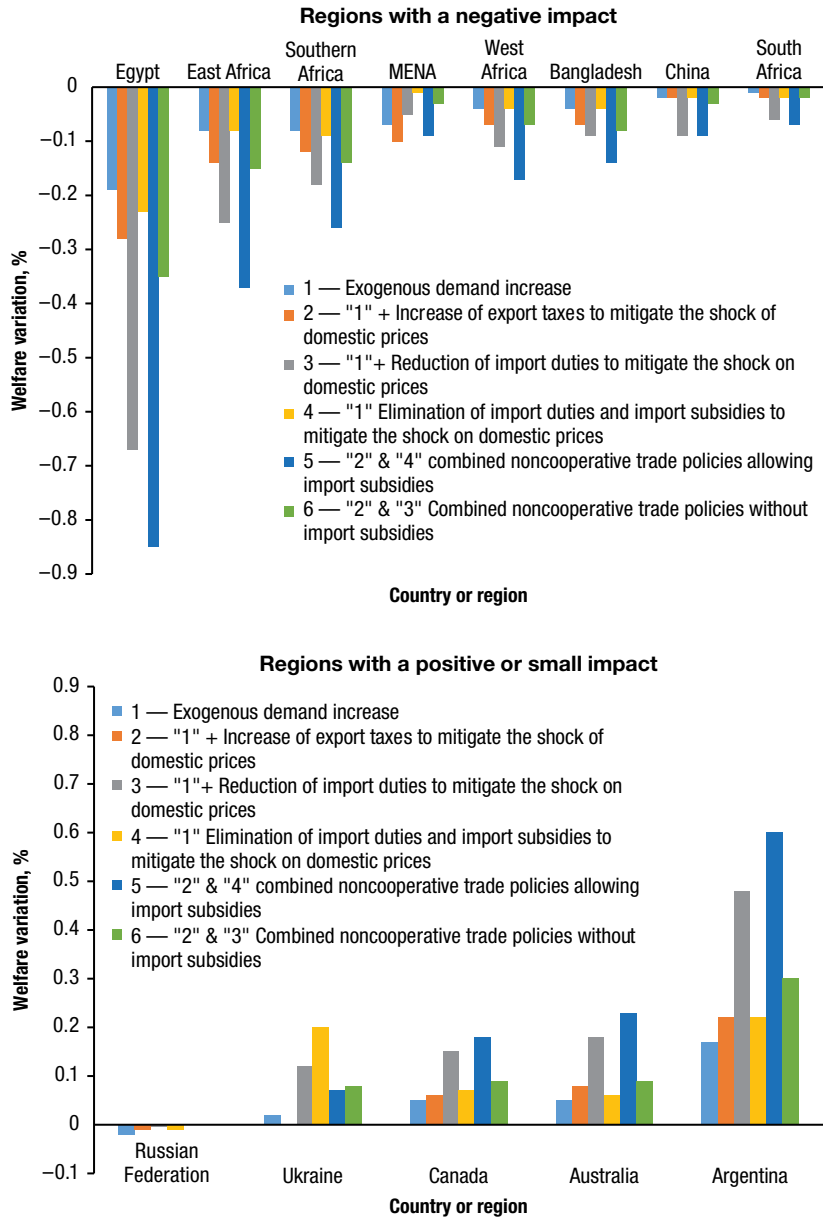 Regions with a negative impact
Egypt
East Africa
Southern
Africa
MENA
West
Africa
Bangladesh
China
South
Africa
0
−0.1
−0.2
−0.3
−0.4
−0.5
−0.6
−0.7
−0.8
−0.9
Welfare variation, %
1 — Exogenous demand increase
2 — "1" + Increase of export taxes to mitigate the shock of
domestic prices
3 — "1"+ Reduction of import duties to mitigate the shock on
domestic prices
4 — "1" Elimination of import duties and import subsidies to
mitigate the shock on domestic prices
5 — "2" & "4" combined noncooperative trade policies allowing
import subsidies
6 — "2" & "3" Combined noncooperative trade policies without
import subsidies
Country or region
Regions with a positive or small impact
0.9
0.8
0.7
0.6
0.5
0.4
0.3
0.2
0.1
0
−0.1
Welfare variation, %
1 — Exogenous demand increase
2 — "1" + Increase of export taxes to mitigate the shock of
domestic prices
3 — "1"+ Reduction of import duties to mitigate the shock on
domestic prices
4 — "1" Elimination of import duties and import subsidies to
mitigate the shock on domestic prices
5 — "2" & "4" combined noncooperative trade policies allowing
import subsidies
6 — "2" & "3" Combined noncooperative trade policies without
import subsidies
Russian
Federation
Ukraine
Canada
Australia
Argentina
Country or region